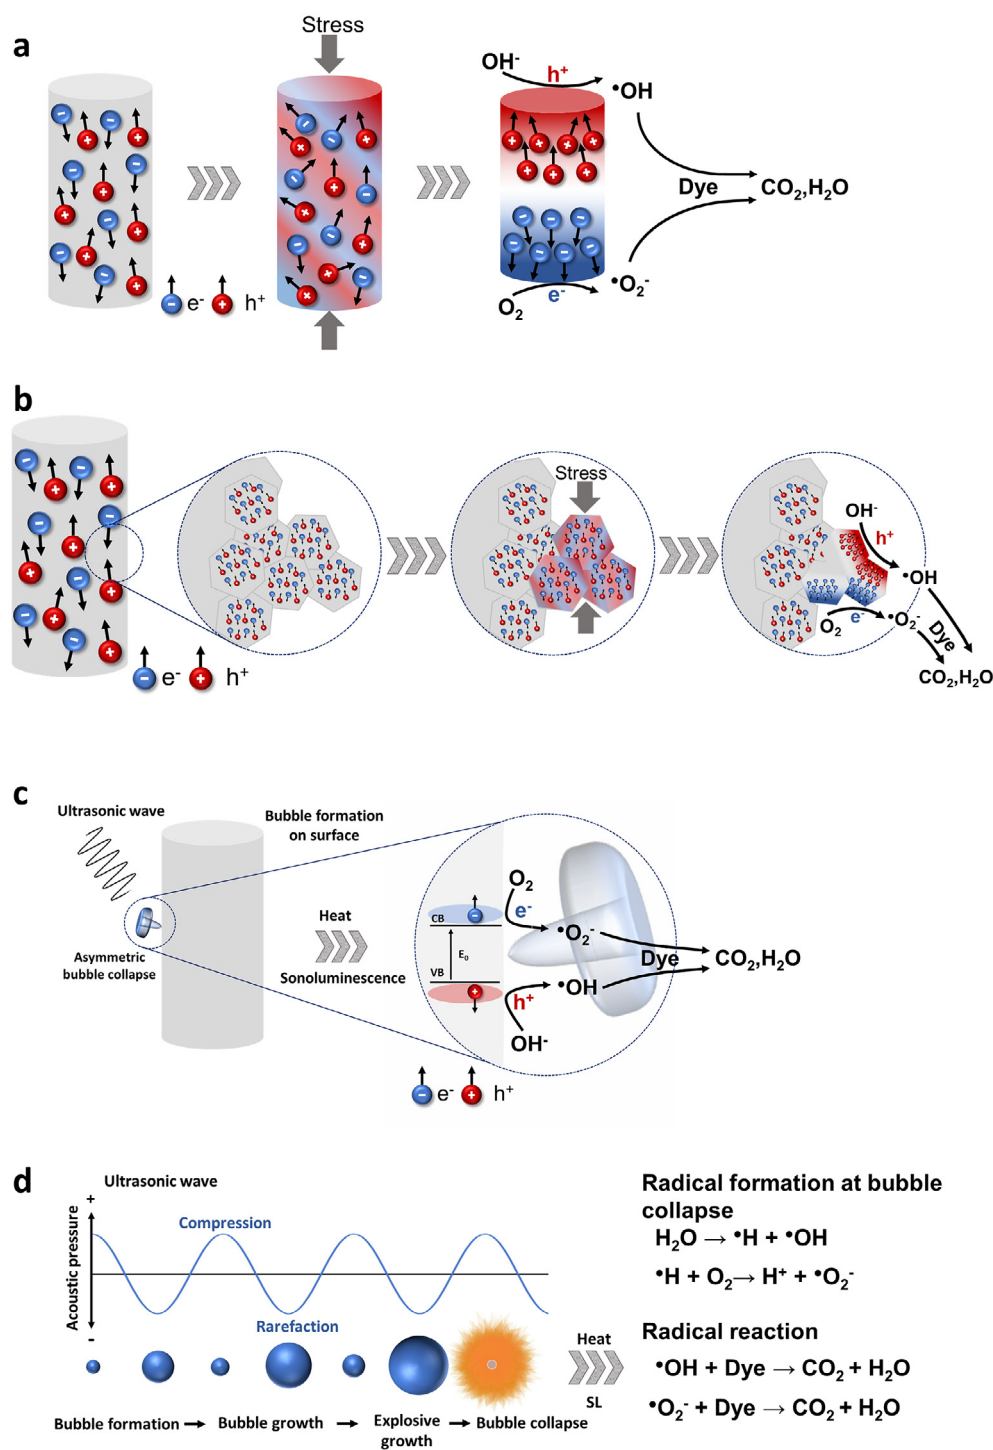 a
Stress
OH⁻
h⁺
•OH
Dye
CO₂,H₂O
•O₂⁻
e⁻
O₂
e⁻ h⁺
b
Stress
OH⁻
h⁺
•OH
O₂
e⁻
•O₂⁻
Dye
CO₂,H₂O
e⁻ h⁺
c
Ultrasonic wave
Bubble formation
on surface
Asymmetric
bubble collapse
Heat
Sonoluminescence
CB
E₀
VB
O₂
e⁻
•O₂⁻
Dye
CO₂,H₂O
•OH
h⁺
OH⁻
e⁻ h⁺
d
Ultrasonic wave
+
Acoustic pressure
-
Compression
Rarefaction
Bubble formation → Bubble growth → Explosive growth → Bubble collapse
Heat
SL
Radical formation at bubble
collapse
H₂O → •H + •OH
•H + O₂→ H⁺ + •O₂⁻
Radical reaction
•OH + Dye → CO₂ + H₂O
•O₂⁻ + Dye → CO₂ + H₂O